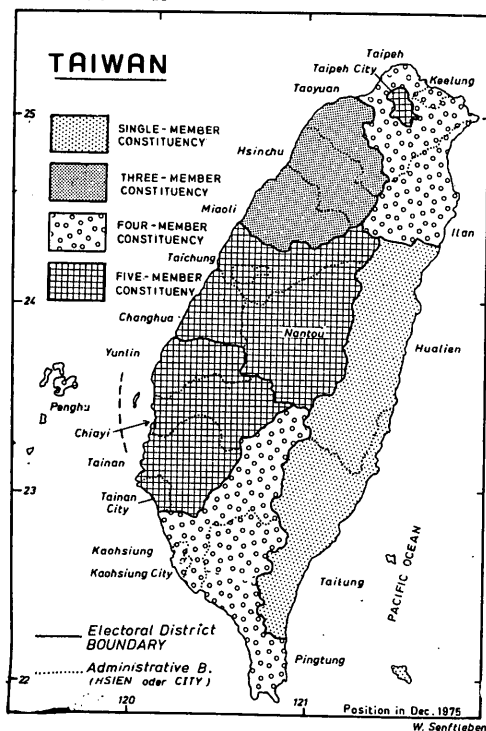 TAIWAN
SINGLE-MEMBER
CONSTITUENCY
THREE-MEMBER
CONSTITUENCY
FOUR-MEMBER
CONSTITUENCY
FIVE-MEMBER
CONSTITUENY
Taipeh
Taipeh City
Keelung
Taoyuan
25
Hsinchu
Miaoli
Ilan
Taichung
24
Changhua
Nantou
Hualien
Yunlin
Penghu
Chiayi
Tainan
23
Tainan
City
Kaohsiung
Kaohsiung City
Taitung
PACIFIC OCEAN
Pingtung
Electoral District
BOUNDARY
Administrative B.
(HSIEN oder CITY)
22
120
121
Position in Dec. 1975
W. Senftleben